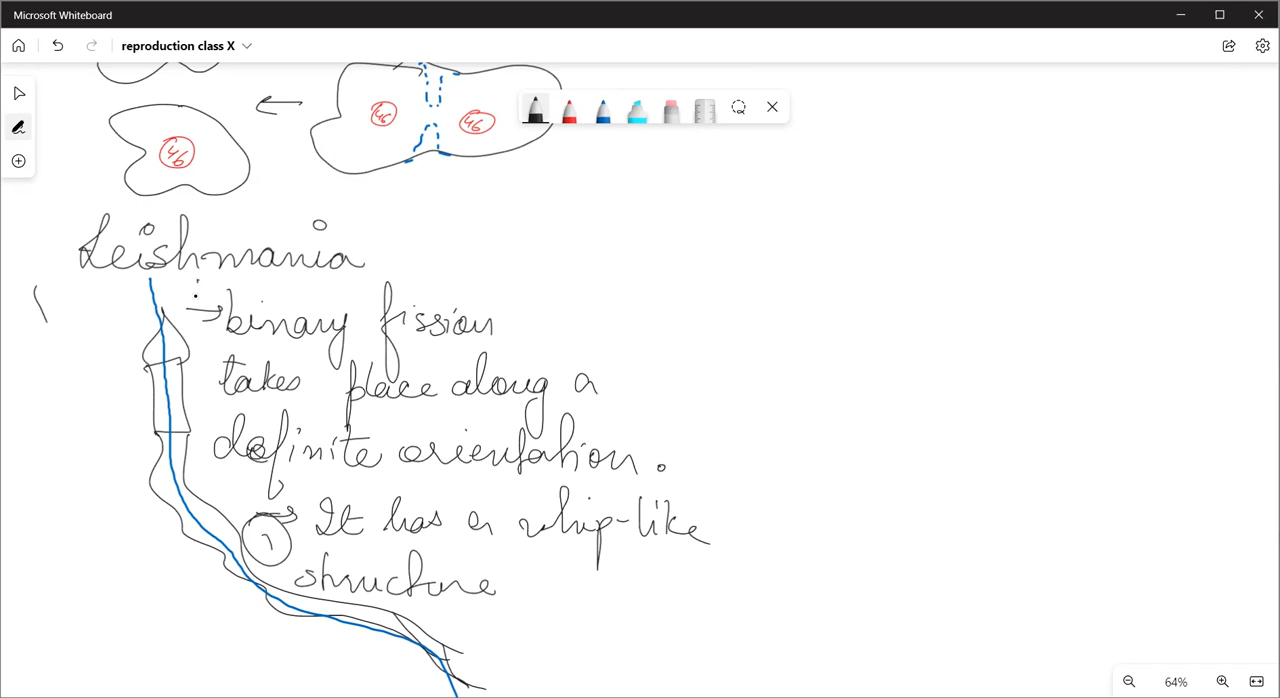 Microsoft Whiteboard
reproduction class X
46 46
46
Leishmania
→ binary fission
takes place along a
definite orientation.
→ It has a whip-like
structure
64%